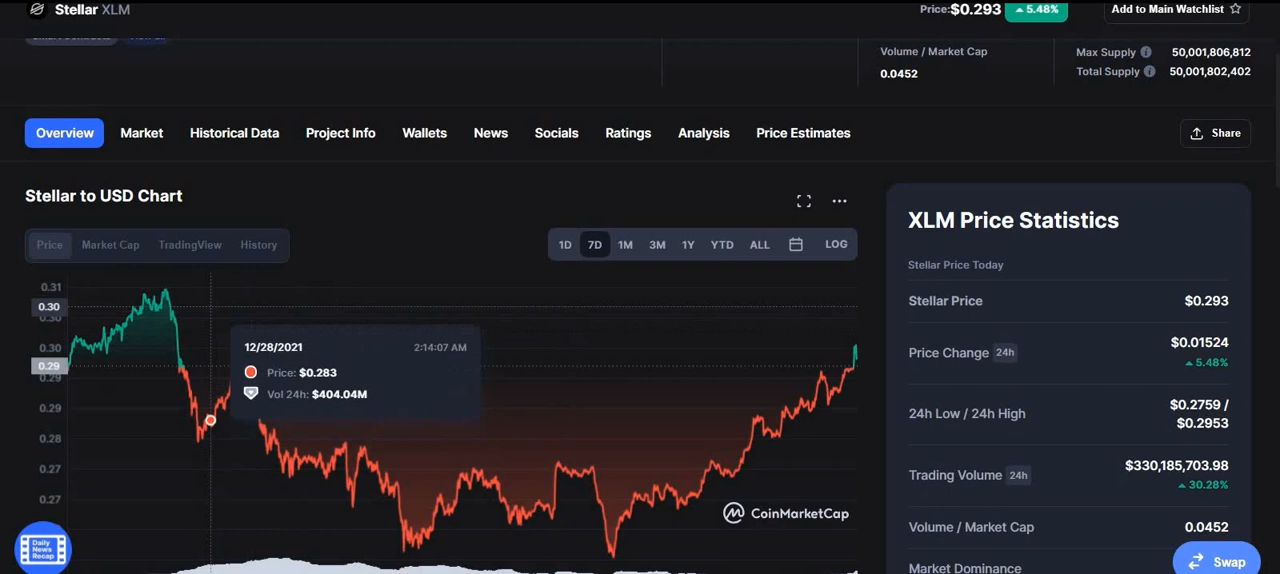 Stellar XLM
Price:$0.293 5.48% Add to Main Watchlist
Volume / Market Cap
0.0452
Max Supply 50,001,806,812
Total Supply 50,001,802,402
Overview Market Historical Data Project Info Wallets News Socials Ratings Analysis Price Estimates Share
Stellar to USD Chart
Price Market Cap TradingView History
1D 7D 1M 3M 1Y YTD ALL LOG
0.31
0.30
0.30
0.30
0.29
0.29
0.29
0.28
0.27
0.27
12/28/2021 2:14:07 AM
Price: $0.283
Vol 24h: $404.04M
CoinMarketCap
Daily
News
Recap
XLM Price Statistics
Stellar Price Today
Stellar Price $0.293
Price Change 24h $0.01524
5.48%
24h Low / 24h High $0.2759 /
$0.2953
Trading Volume 24h $330,185,703.98
30.28%
Volume / Market Cap 0.0452
Market Dominance
Swap